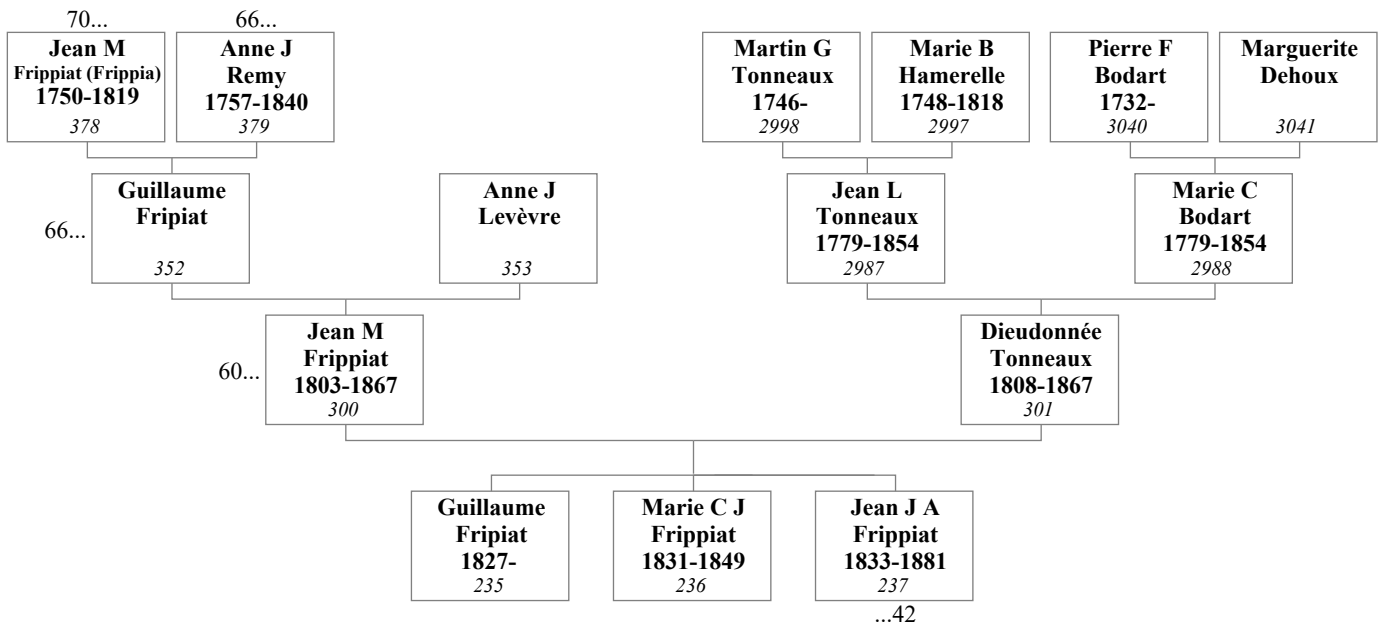 70...
66...
Jean M
Frippiat (Frippia)
1750-1819
378
Anne J
Remy
1757-1840
379
Martin G
Tonneaux
1746-
2998
Marie B
Hamerelle
1748-1818
2997
Pierre F
Bodart
1732-
3040
Marguerite
Dehoux
3041
66...
Guillaume
Fripiat
352
Anne J
Levèvre
353
Jean L
Tonneaux
1779-1854
2987
Marie C
Bodart
1779-1854
2988
60...
Jean M
Frippiat
1803-1867
300
Dieudonnée
Tonneaux
1808-1867
301
Guillaume
Fripiat
1827-
235
Marie C J
Frippiat
1831-1849
236
Jean J A
Frippiat
1833-1881
237
...42